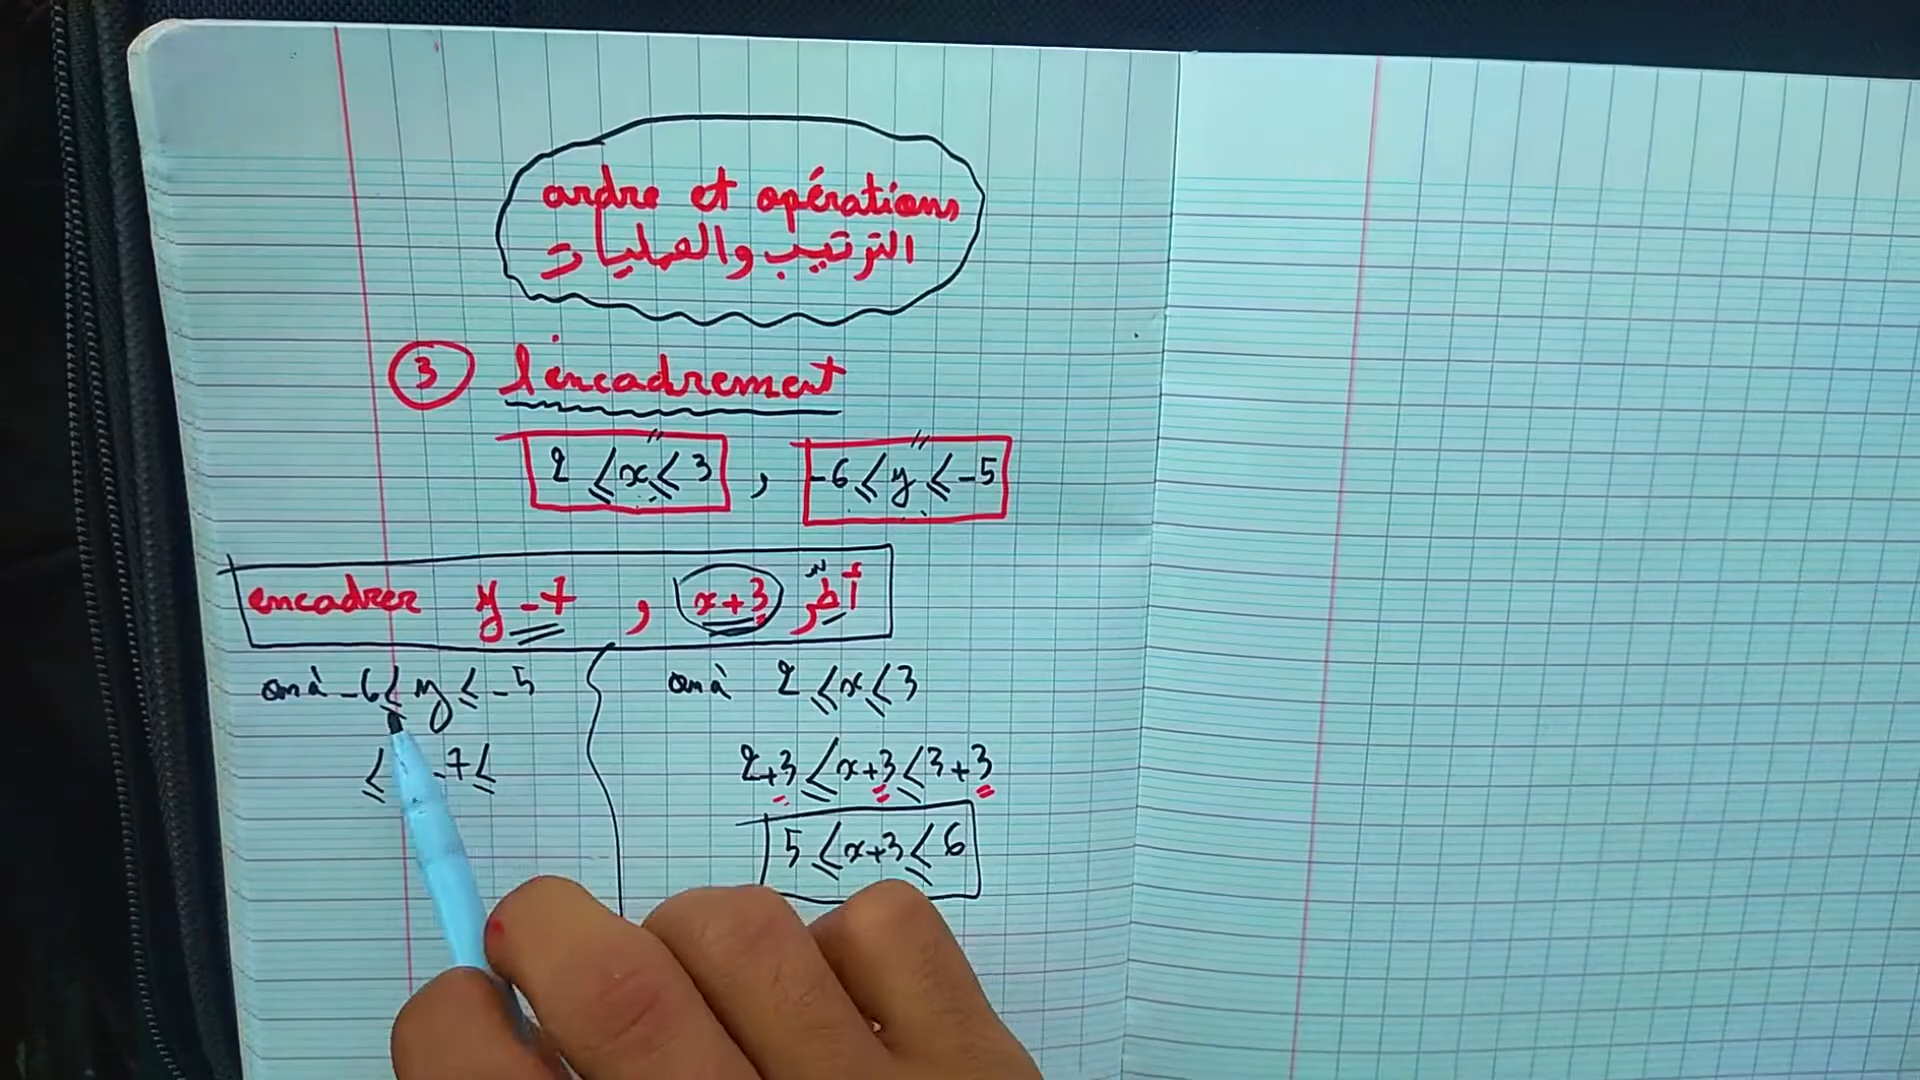 ordre et opérations
الترتيب والعمليات
3 l'encadrement
2 ≤ x ≤ 3 , -6 ≤ y ≤ -5
encadrer y - 7 , x + 3 أطر
on à -6 ≤ y ≤ -5
≤ -7 ≤
on à 2 ≤ x ≤ 3
2+3 ≤ x+3 ≤ 3+3
5 ≤ x+3 ≤ 6